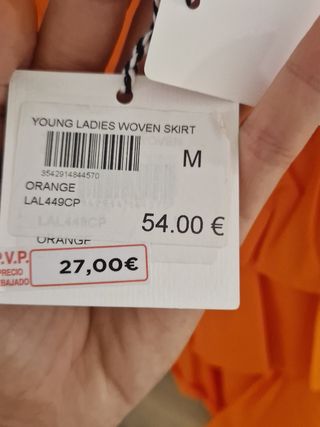 YOUNG LADIES WOVEN SKIRT
M
3542914844570
ORANGE
LAL449CP
LAL449CP
54.00 €
ORANGE
P.V.P.
PRECIO
REBAJADO
27,00€